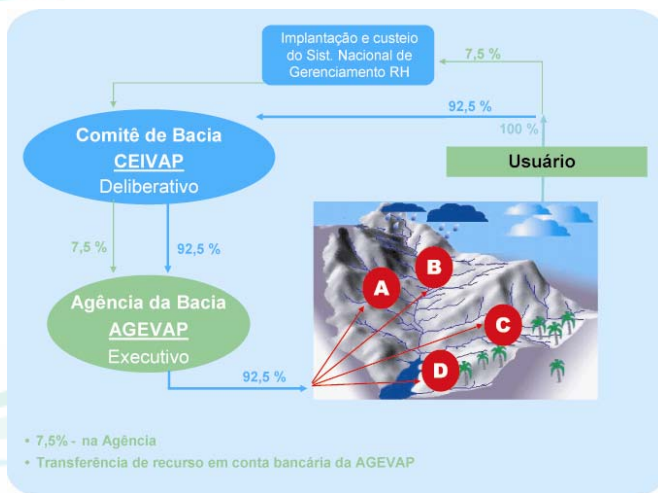 Implantação e custeio
do Sist. Nacional de
Gerenciamento RH
7,5 %
92,5 %
100 %
Comitê de Bacia
CEIVAP
Deliberativo
Usuário
7,5 %
92,5 %
Agência da Bacia
AGEVAP
Executivo
92,5 %
A
B
C
D
• 7,5% - na Agência
• Transferência de recurso em conta bancária da AGEVAP